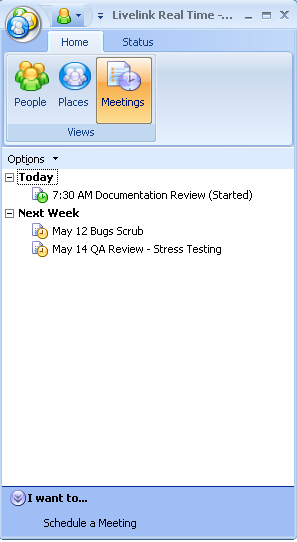 Livelink Real Time -...
Home Status
People Places Meetings
Views
Options
Today
7:30 AM Documentation Review (Started)
Next Week
May 12 Bugs Scrub
May 14 QA Review - Stress Testing
I want to...
Schedule a Meeting